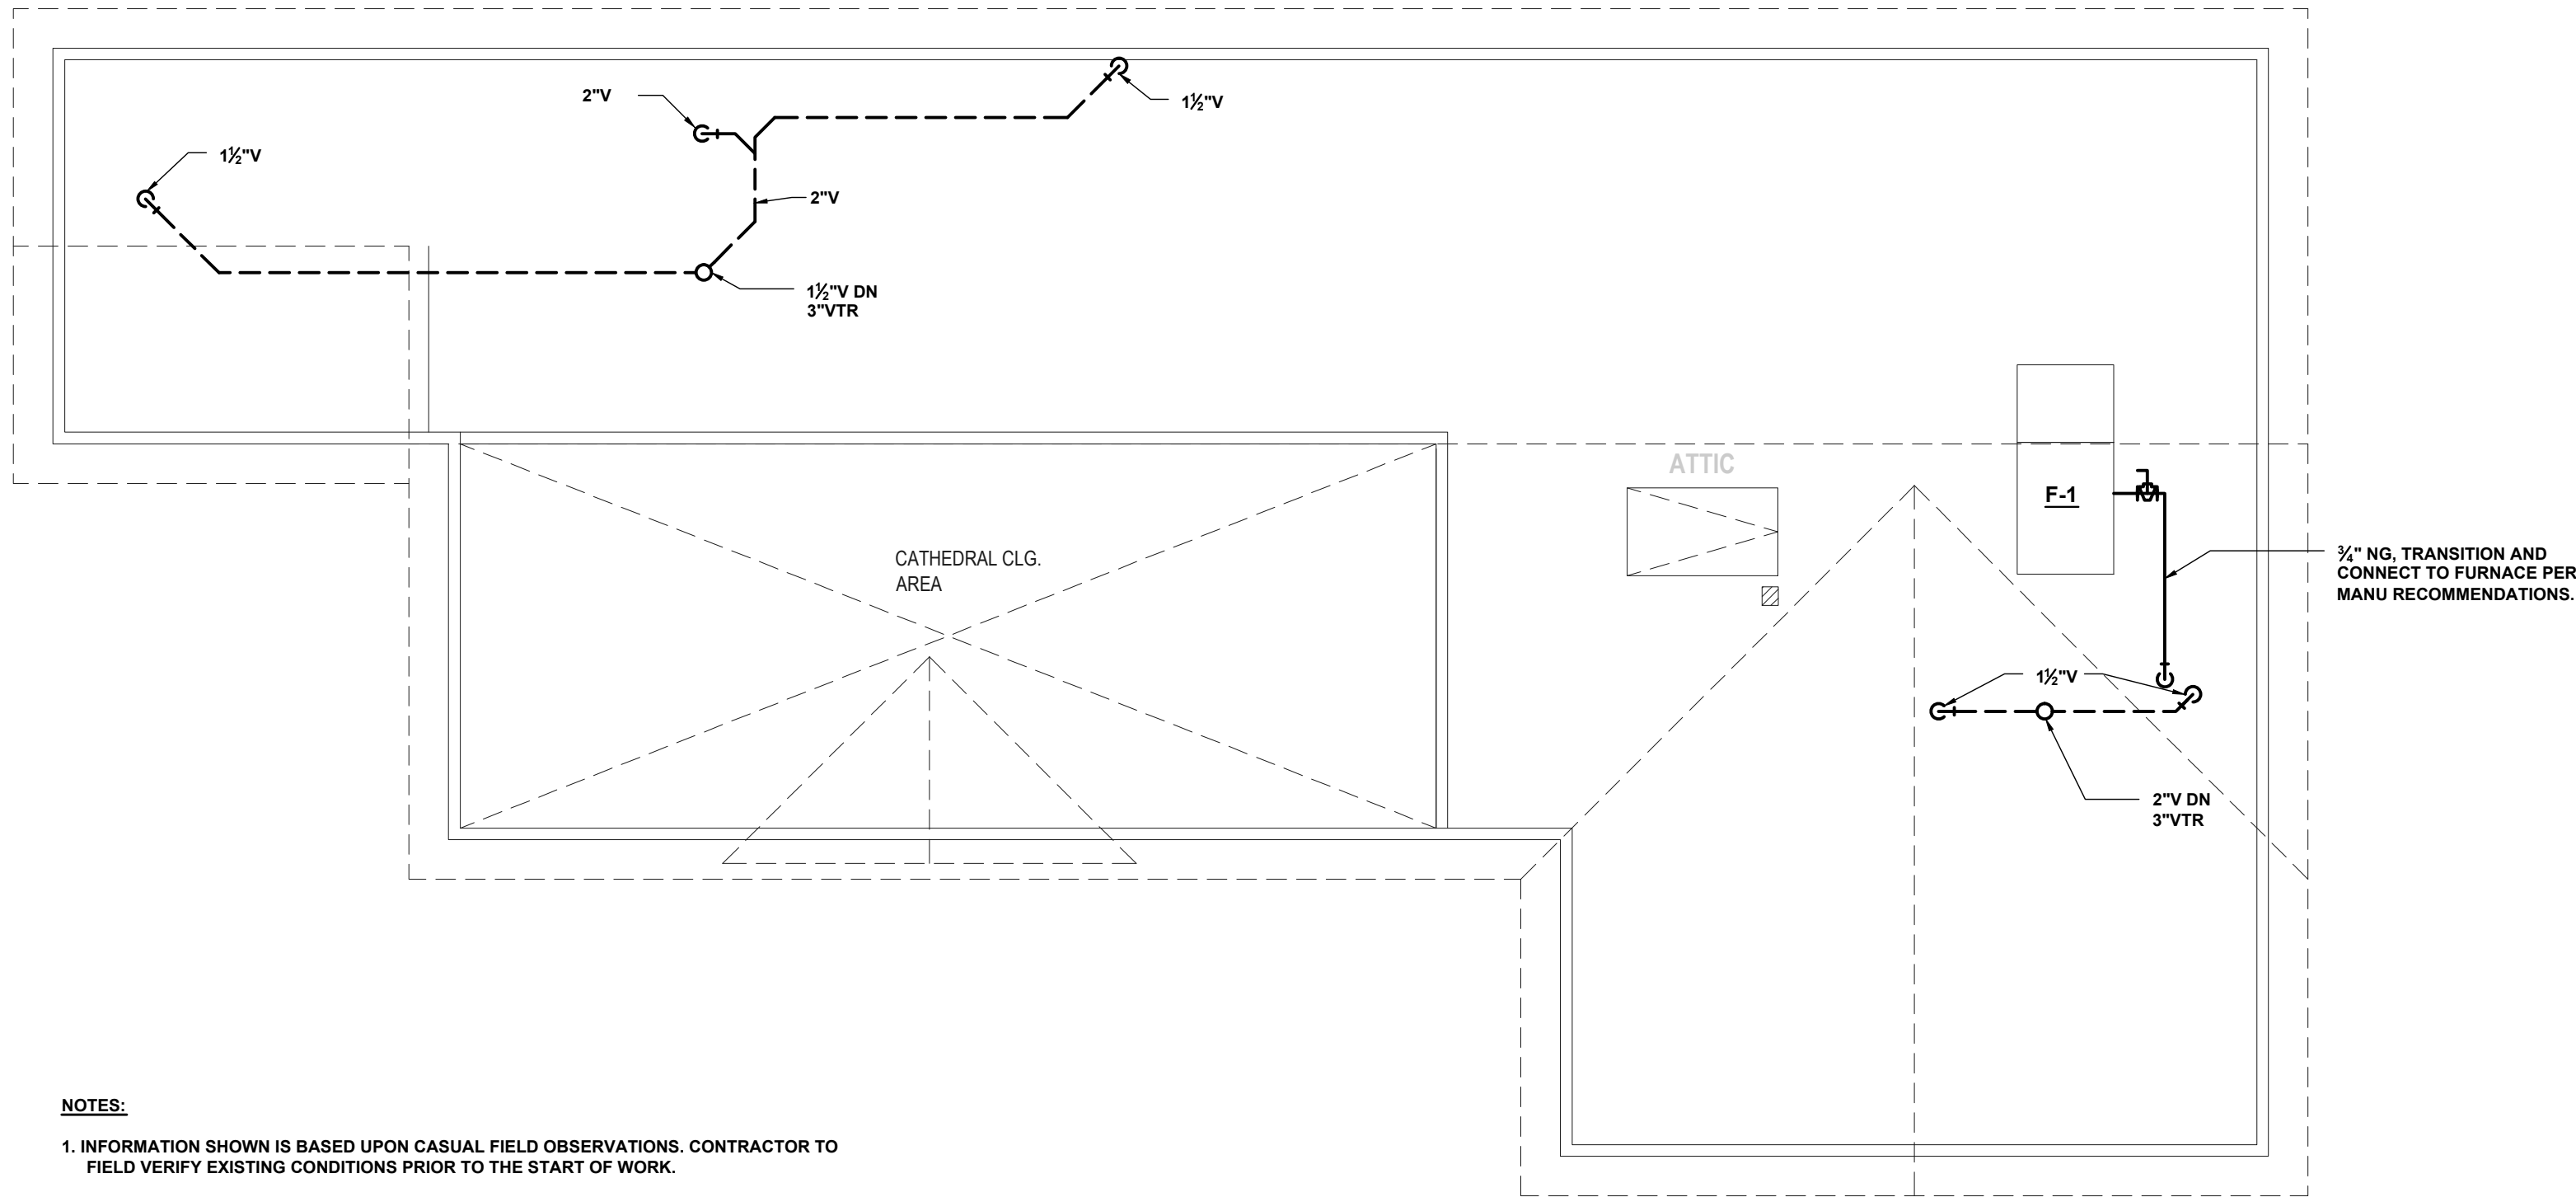 2"V
1½"V
1½"V
2"V
1½"V DN
3"VTR
ATTIC
F-1
CATHEDRAL CLG.
AREA
¾" NG, TRANSITION AND
CONNECT TO FURNACE PER
MANU RECOMMENDATIONS.
1½"V
2"V DN
3"VTR
NOTES:
1. INFORMATION SHOWN IS BASED UPON CASUAL FIELD OBSERVATIONS. CONTRACTOR TO
FIELD VERIFY EXISTING CONDITIONS PRIOR TO THE START OF WORK.